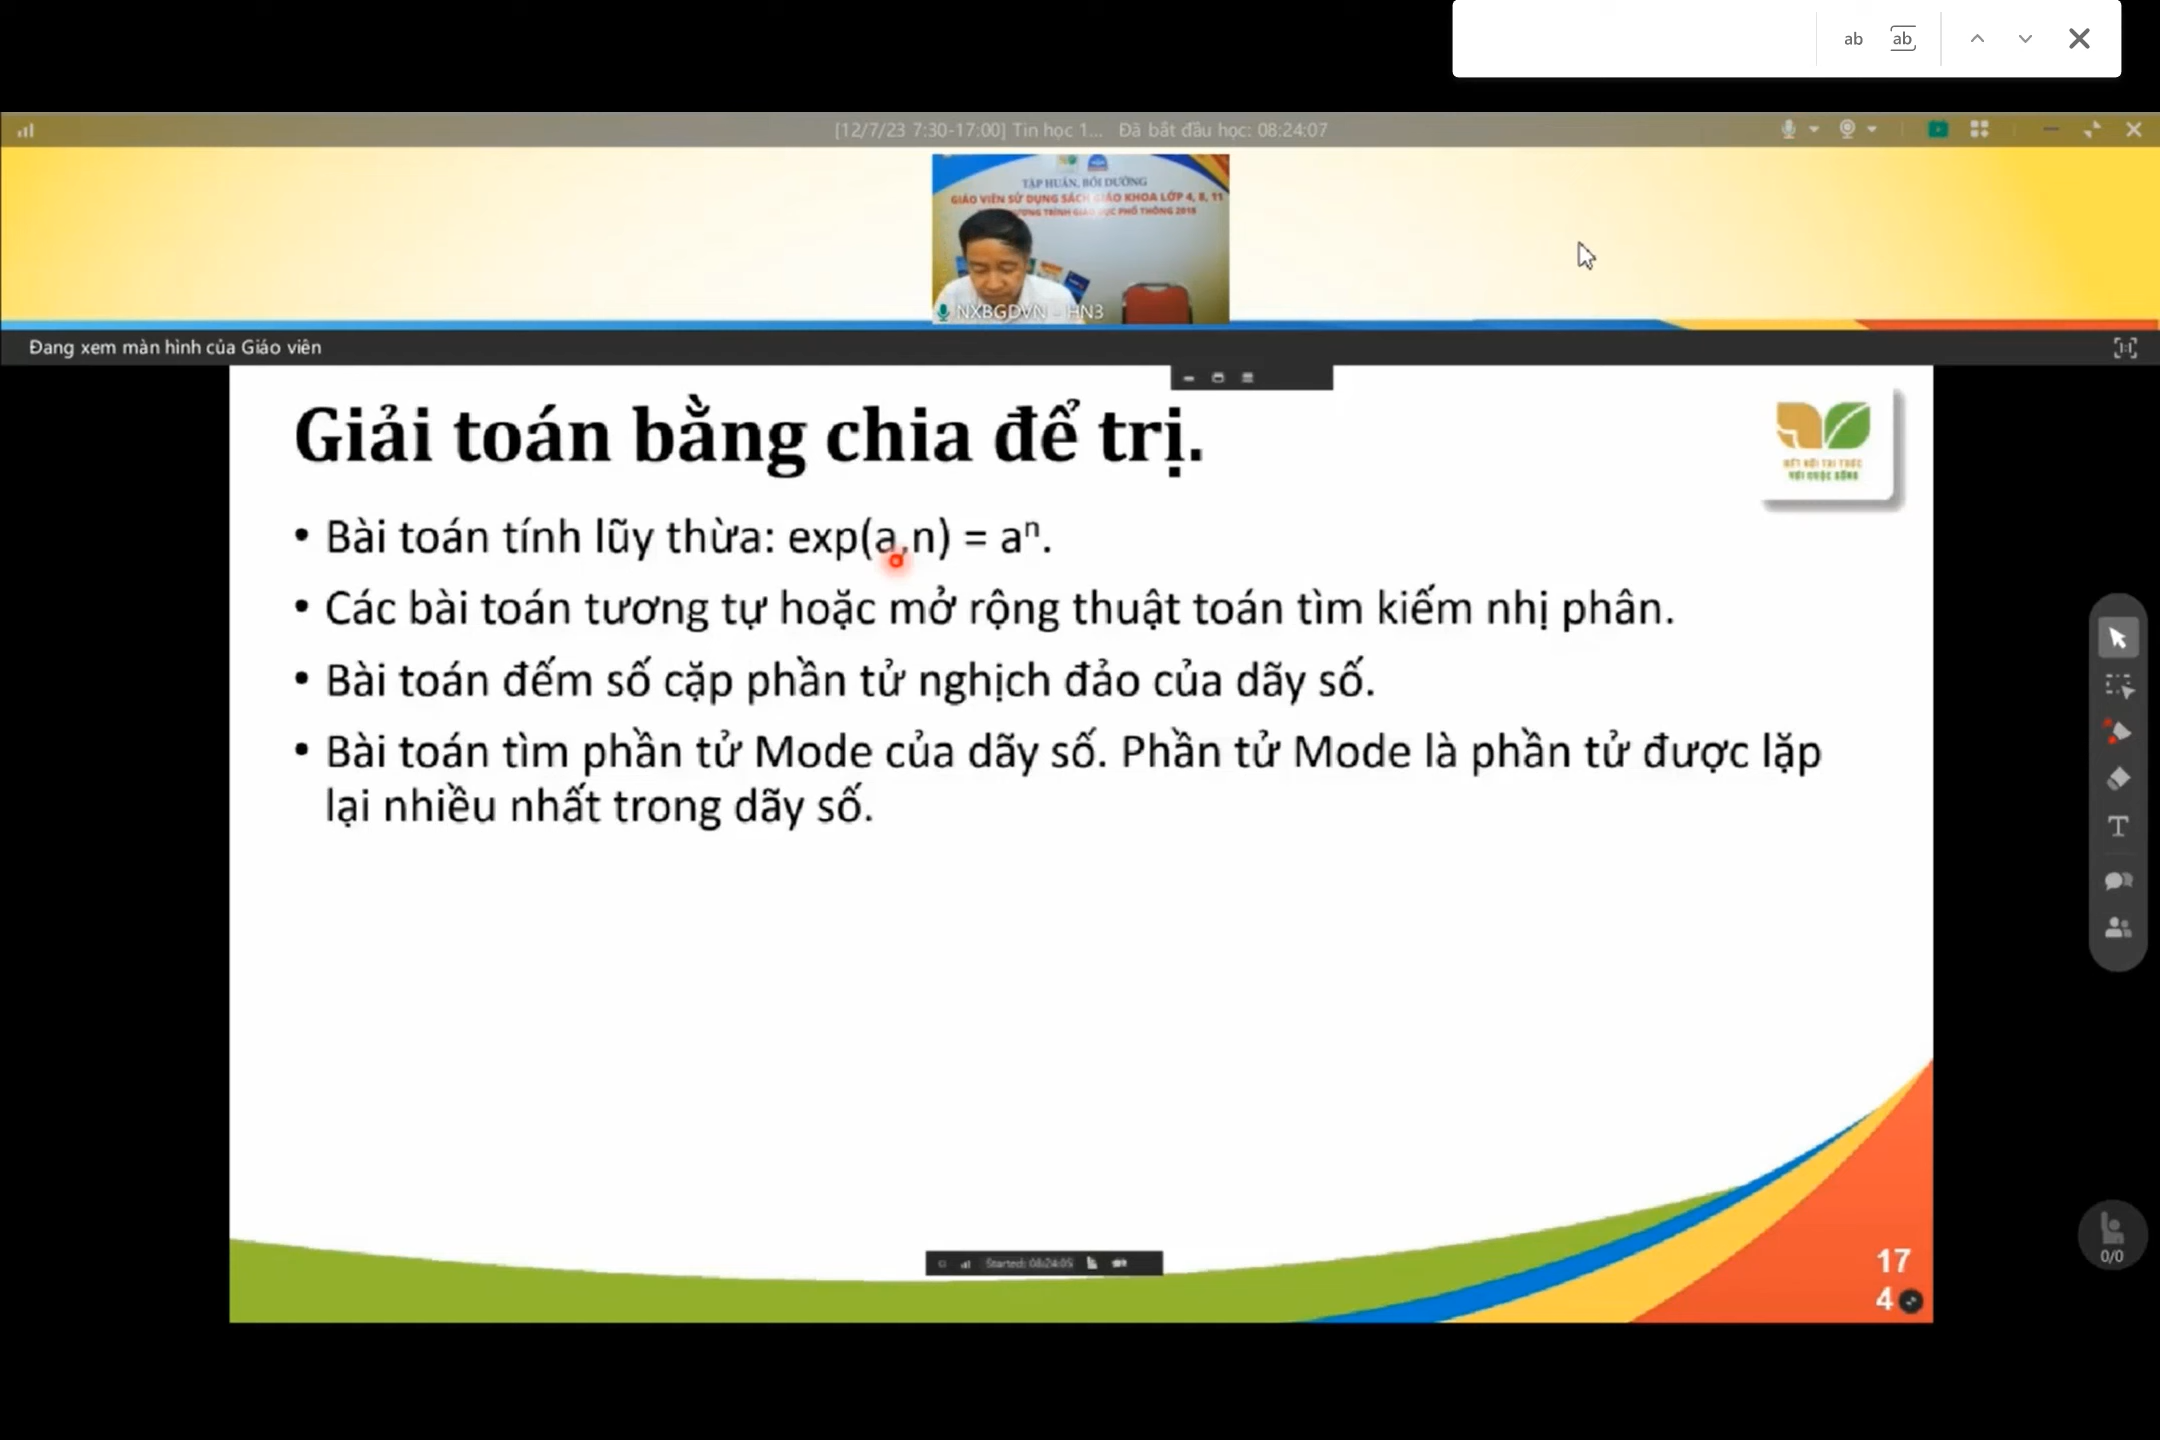 ab ab
[12/7/23 7:30-17:00] Tin học 1... Đã bắt đầu học: 08:24:07
TẬP HUẤN, BỒI DƯỠNG
GIÁO VIÊN SỬ DỤNG SÁCH GIÁO KHOA LỚP 4, 8, 11
TRÌNH GIÁO DỤC PHỔ THÔNG 2018
NXBGDVN - HN3
Đang xem màn hình của Giáo viên
Giải toán bằng chia để trị.
KẾT NỐI TRI THỨC
VỚI CUỘC SỐNG
• Bài toán tính lũy thừa: exp(a,n) = aⁿ.
• Các bài toán tương tự hoặc mở rộng thuật toán tìm kiếm nhị phân.
• Bài toán đếm số cặp phần tử nghịch đảo của dãy số.
• Bài toán tìm phần tử Mode của dãy số. Phần tử Mode là phần tử được lặp
lại nhiều nhất trong dãy số.
T
0/0
Started: 08:24:05
17
4